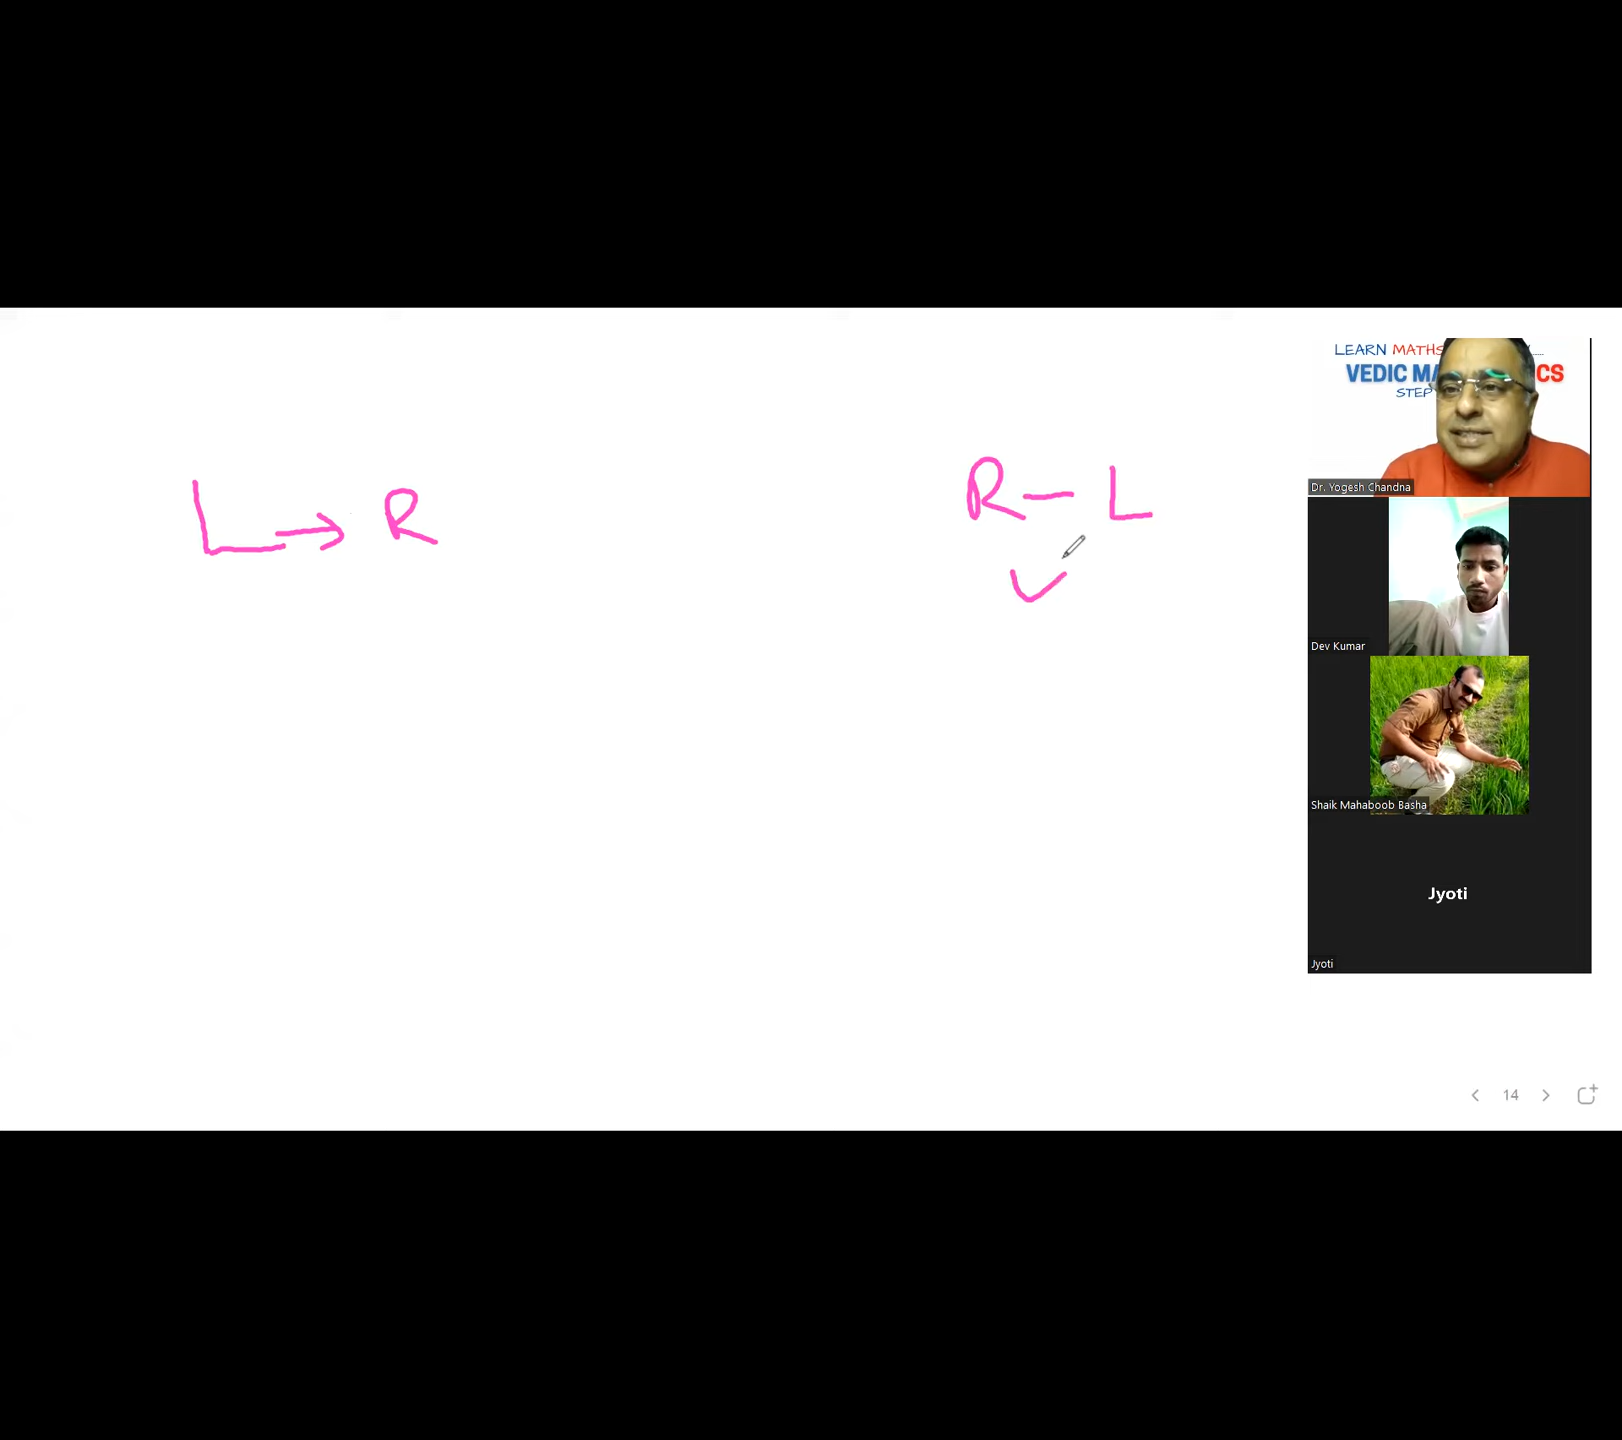 LEARN MATHS
VEDIC MA CS
STEP
L → R
R - L
✓
Dr. Yogesh Chandna
Dev Kumar
Shaik Mahaboob Basha
Jyoti
Jyoti
14